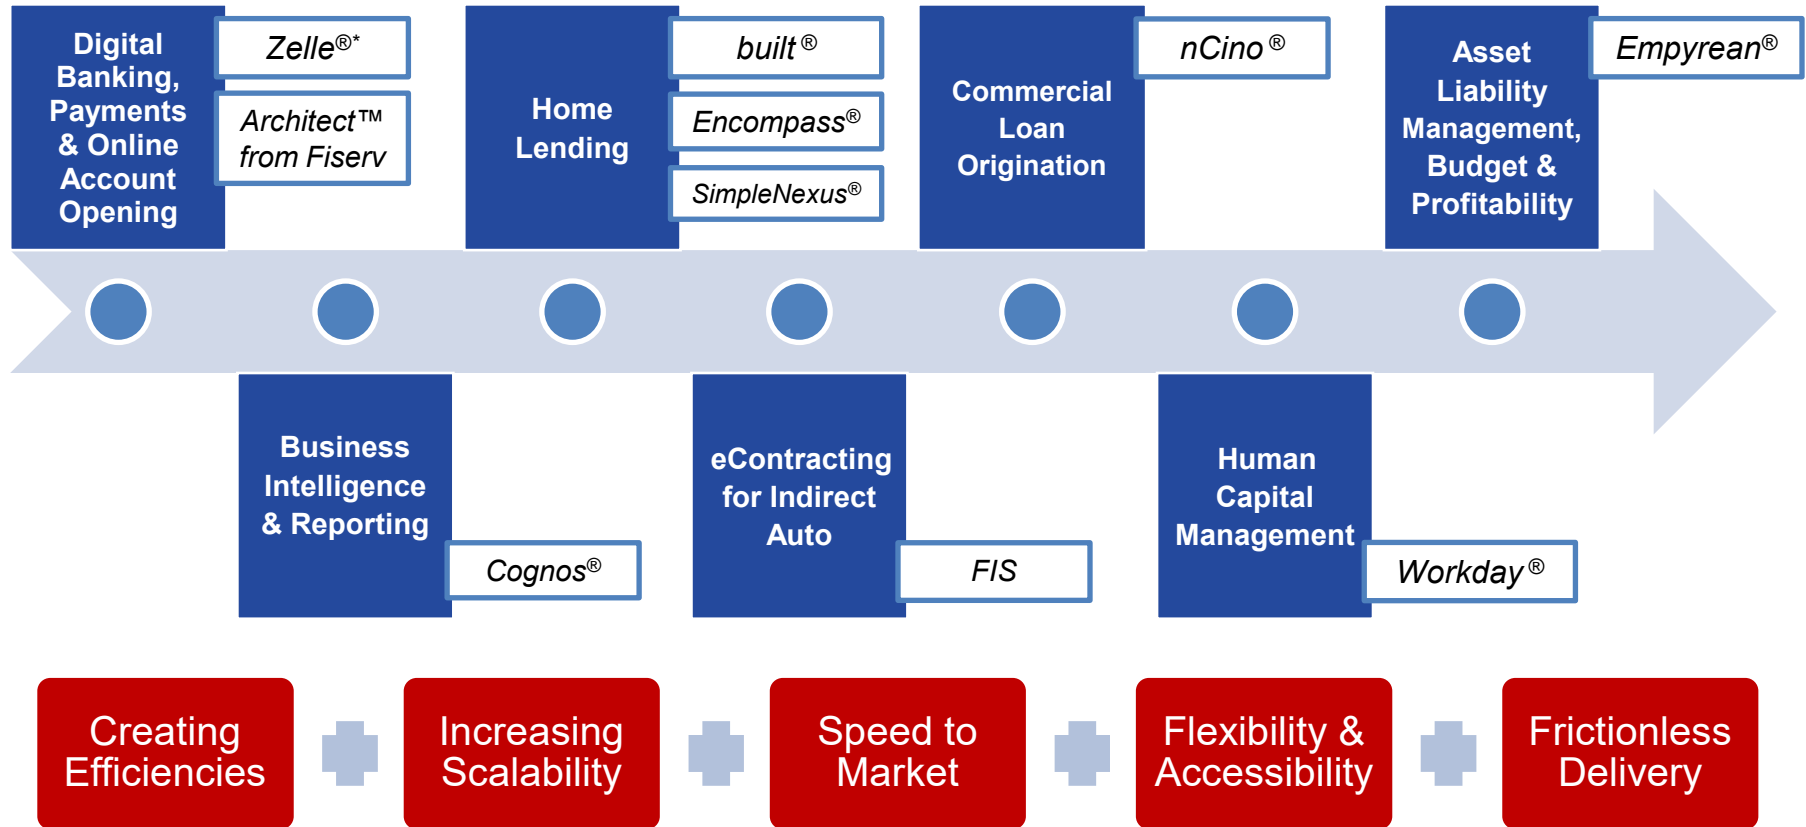 Digital
Banking,
Payments
& Online
Account
Opening
Zelle®*
Architect™
from Fiserv
Home
Lending
built ®
Encompass®
SimpleNexus®
Commercial
Loan
Origination
nCino ®
Asset
Liability
Management,
Budget &
Profitability
Empyrean®
Business
Intelligence
& Reporting
Cognos®
eContracting
for Indirect
Auto
FIS
Human
Capital
Management
Workday ®
Creating
Efficiencies
Increasing
Scalability
Speed to
Market
Flexibility &
Accessibility
Frictionless
Delivery